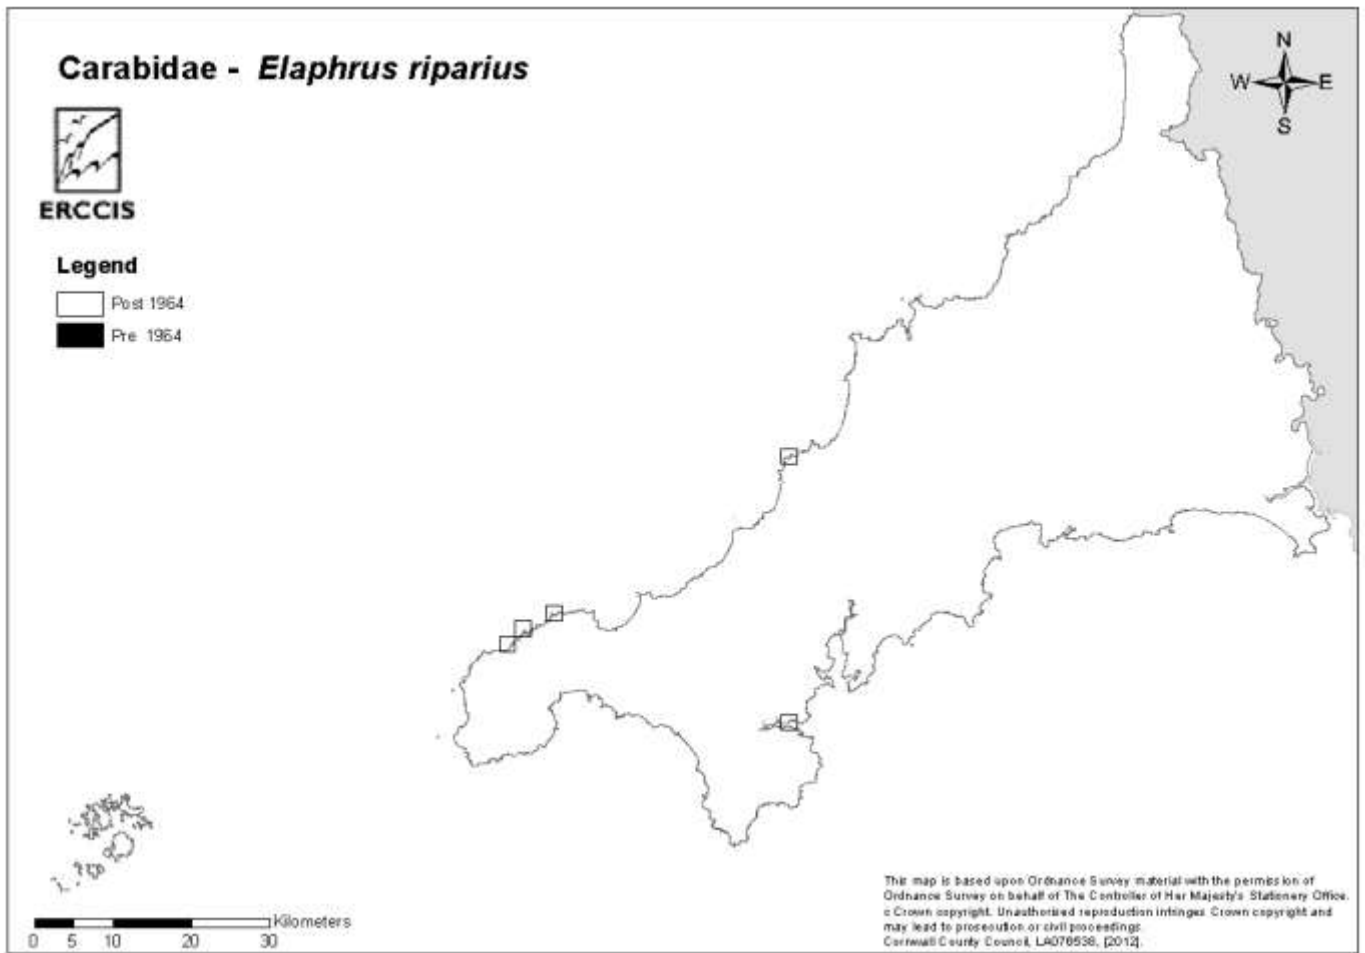 Carabidae - Elaphrus riparius
N
W E
S
ERCCIS
Legend
Post 1964
Pre 1964
This map is based upon Ordnance Survey material with the permission of
Ordnance Survey on behalf of The Controller of Her Majesty's Stationery Office.
c Crown copyright. Unauthorised reproduction infringes Crown copyright and
may lead to prosecution or civil proceedings.
Cornwall County Council, LA076538, [2012].
Kilometers
0 5 10 20 30